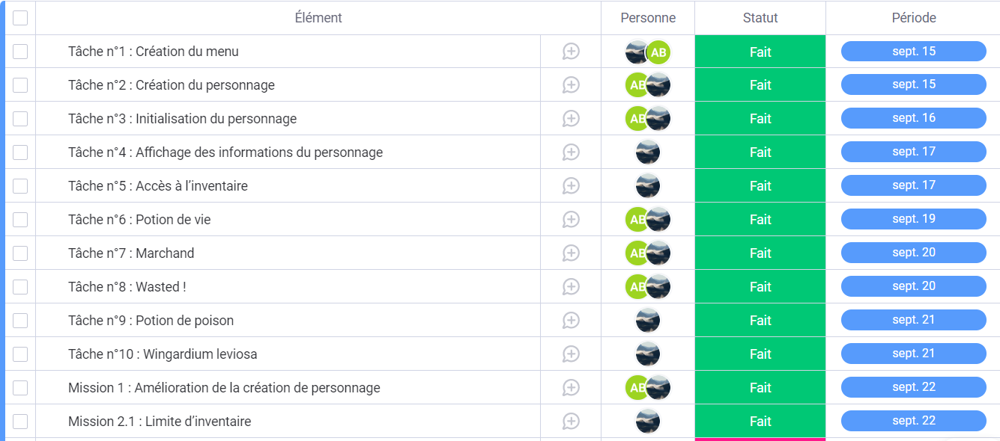 Élément Personne Statut Période
Tâche n°1 : Création du menu AB Fait sept. 15
Tâche n°2 : Création du personnage AB Fait sept. 15
Tâche n°3 : Initialisation du personnage AB Fait sept. 16
Tâche n°4 : Affichage des informations du personnage Fait sept. 17
Tâche n°5 : Accès à l’inventaire Fait sept. 17
Tâche n°6 : Potion de vie AB Fait sept. 19
Tâche n°7 : Marchand AB Fait sept. 20
Tâche n°8 : Wasted ! AB Fait sept. 20
Tâche n°9 : Potion de poison Fait sept. 21
Tâche n°10 : Wingardium leviosa Fait sept. 21
Mission 1 : Amélioration de la création de personnage AB Fait sept. 22
Mission 2.1 : Limite d’inventaire Fait sept. 22